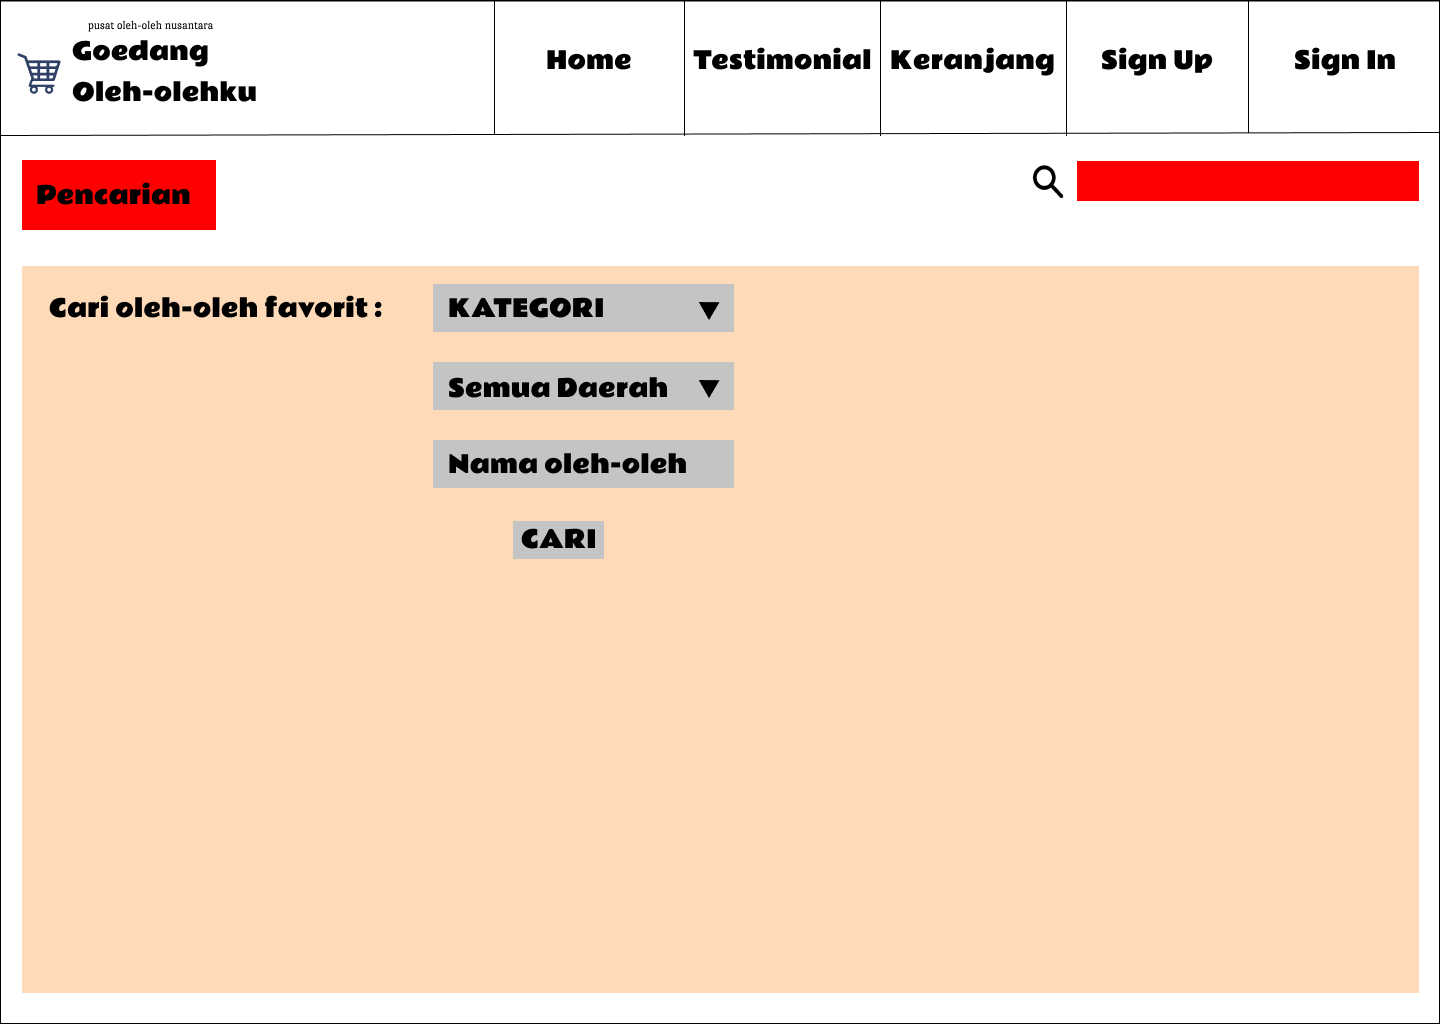 pusat oleh-oleh nusantara
Goedang
Oleh-olehku
Home
Testimonial
Keranjang
Sign Up
Sign In
Pencarian
Cari oleh-oleh favorit :
KATEGORI
Semua Daerah
Nama oleh-oleh
CARI